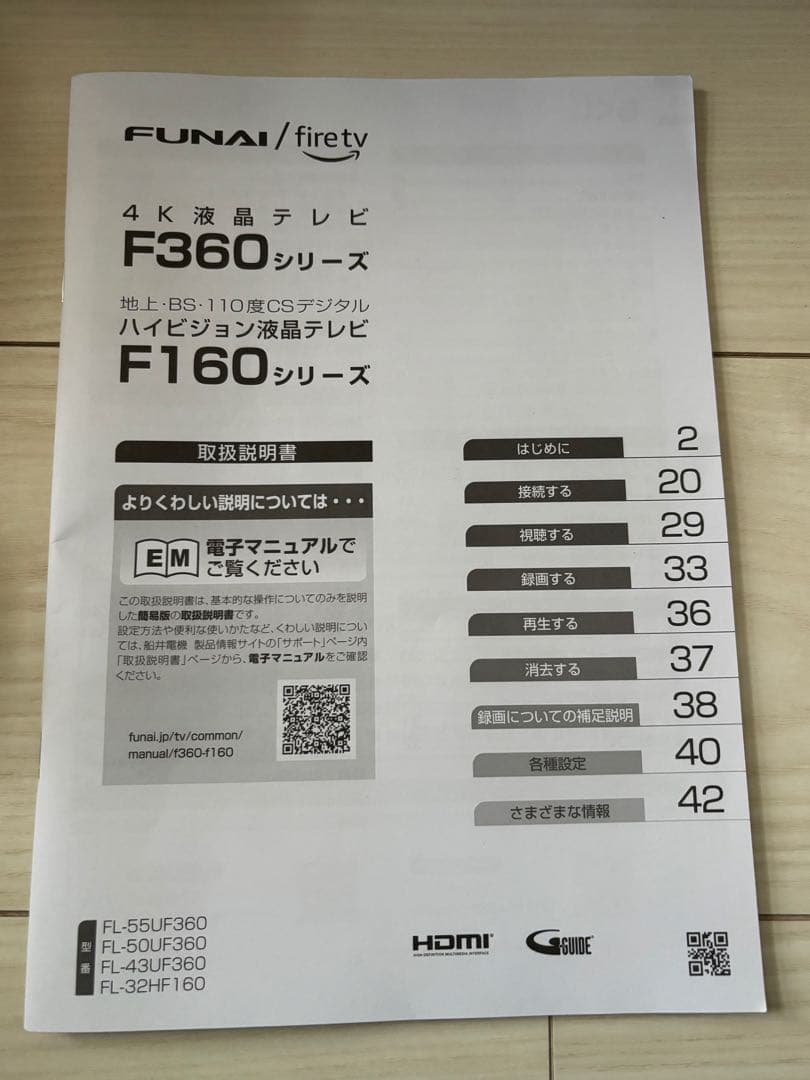 FUNAI / fire tv
4K液晶テレビ
F360シリーズ
地上・BS・110度CSデジタル
ハイビジョン液晶テレビ
F160シリーズ
取扱説明書
よりくわしい説明については・・・
EM
電子マニュアルで
ご覧ください
この取扱説明書は、基本的な操作についてのみを説明
した簡易版の取扱説明書です。
設定方法や便利な使いかたなど、くわしい説明につい
ては、船井電機 製品情報サイトの「サポート」ページ内
「取扱説明書」ページから、電子マニュアルをご確認
ください。
funai.jp/tv/common/
manual/f360-f160
はじめに 2
接続する 20
視聴する 29
録画する 33
再生する 36
消去する 37
録画についての補足説明 38
各種設定 40
さまざまな情報 42
型番
FL-55UF360
FL-50UF360
FL-43UF360
FL-32HF160
HDMI®
HIGH-DEFINITION MULTIMEDIA INTERFACE
G-GUIDE®